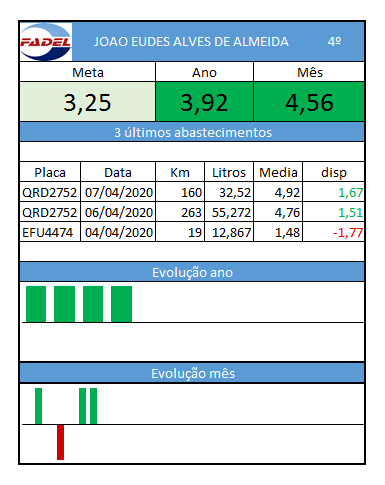 FADEL JOAO EUDES ALVES DE ALMEIDA 4º
Meta Ano Mês
3,25 3,92 4,56
3 últimos abastecimentos
Placa Data Km Litros Media disp
QRD2752 07/04/2020 160 32,52 4,92 1,67
QRD2752 06/04/2020 263 55,272 4,76 1,51
EFU4474 04/04/2020 19 12,867 1,48 -1,77
Evolução ano
Evolução mês